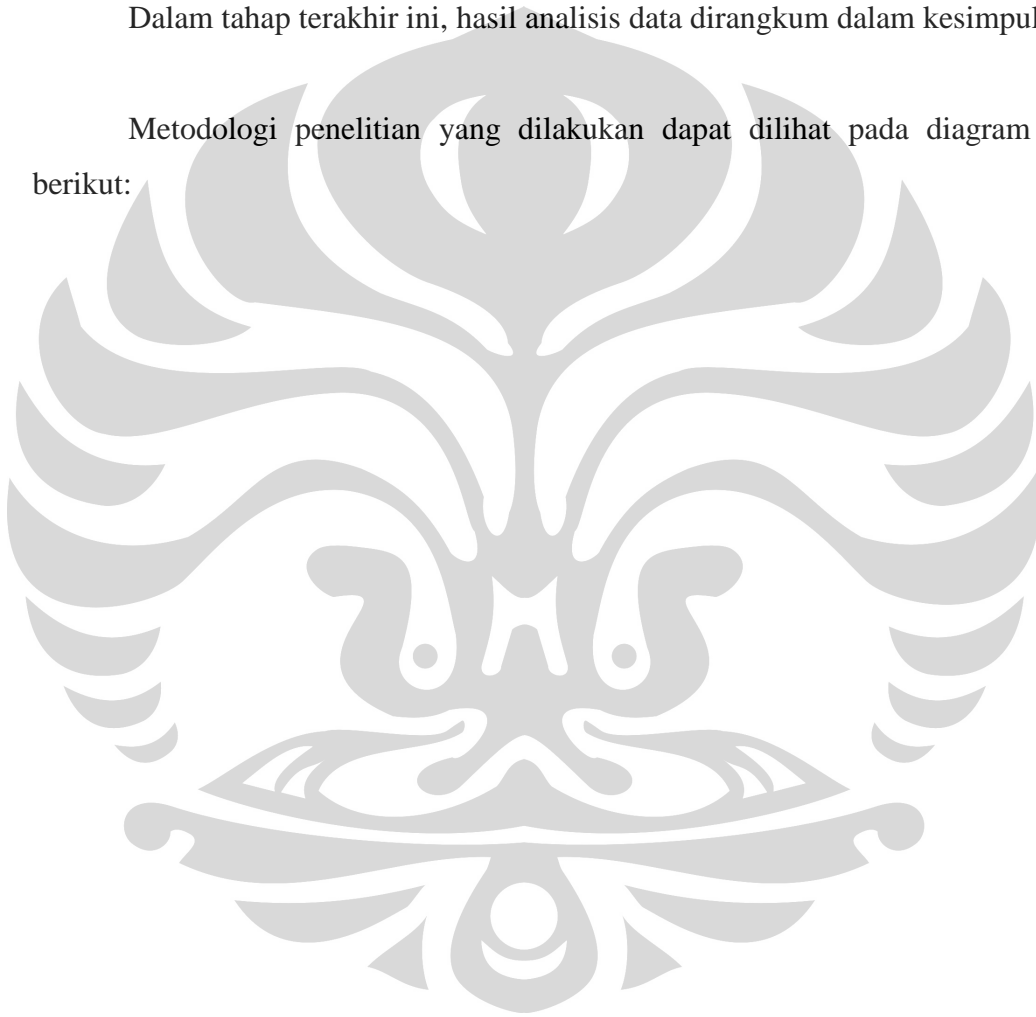 Dalam tahap terakhir ini, hasil analisis data dirangkum dalam kesimpul
Metodologi penelitian yang dilakukan dapat dilihat pada diagram
berikut: